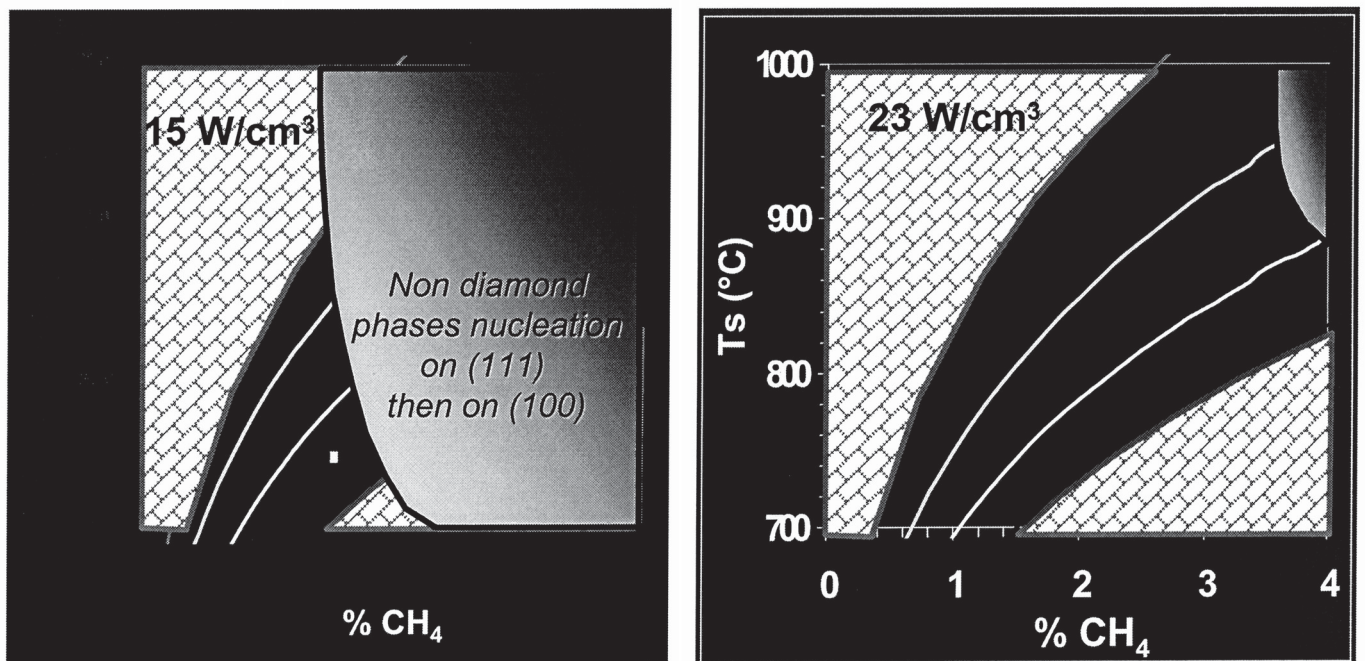 15 W/cm³
Non diamond
phases nucleation
on (111)
then on (100)
% CH₄
23 W/cm³
Ts (°C)
1000
900
800
700
0 1 2 3 4
% CH₄